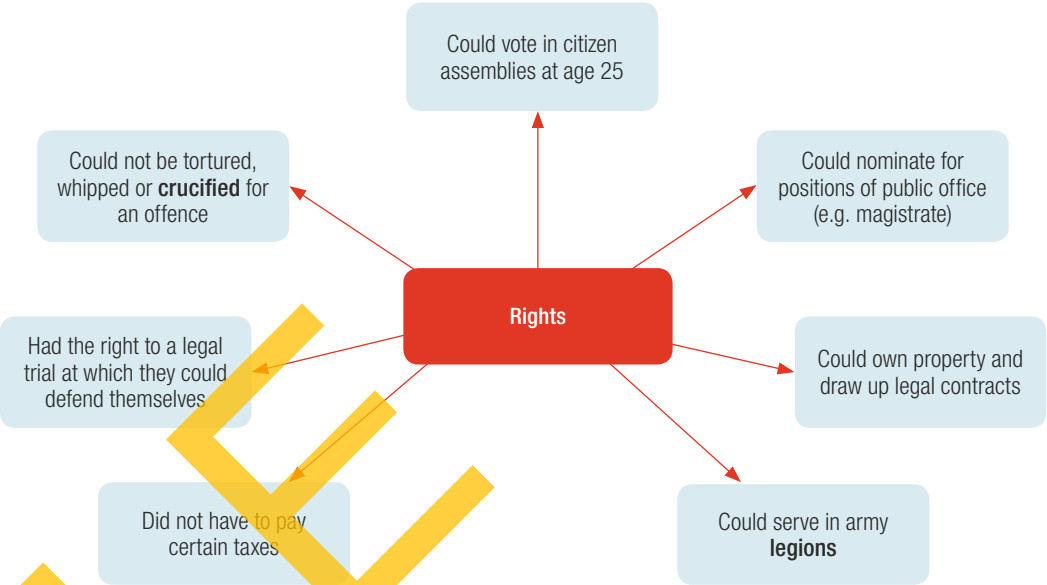 Could vote in citizen
assemblies at age 25
Could not be tortured,
whipped or crucified for
an offence
Could nominate for
positions of public office
(e.g. magistrate)
Rights
Had the right to a legal
trial at which they could
defend themselves
Could own property and
draw up legal contracts
Did not have to pay
certain taxes
Could serve in army
legions